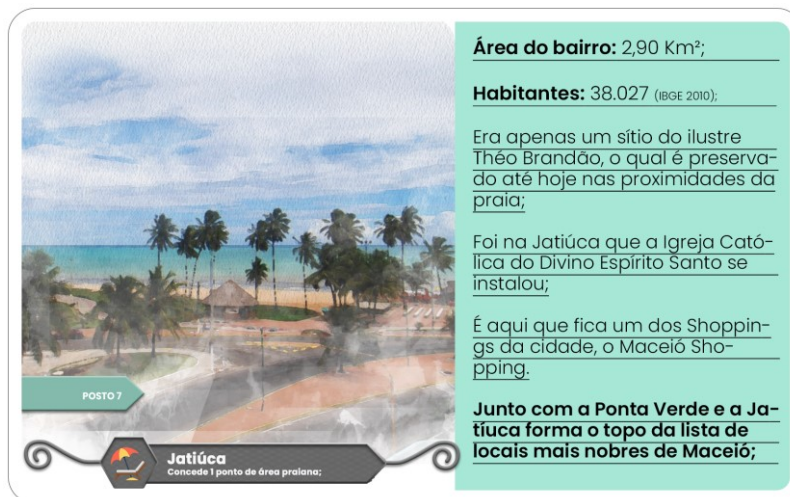 POSTO 7
Jatiúca
Concede 1 ponto de área praiana;
Área do bairro: 2,90 Km²;
Habitantes: 38.027 (IBGE 2010);
Era apenas um sítio do ilustre
Théo Brandão, o qual é preserva-
do até hoje nas proximidades da
praia;
Foi na Jatiúca que a Igreja Cató-
lica do Divino Espírito Santo se
instalou;
É aqui que fica um dos Shoppin-
gs da cidade, o Maceió Sho-
pping.
Junto com a Ponta Verde e a Ja-
tíuca forma o topo da lista de
locais mais nobres de Maceió;